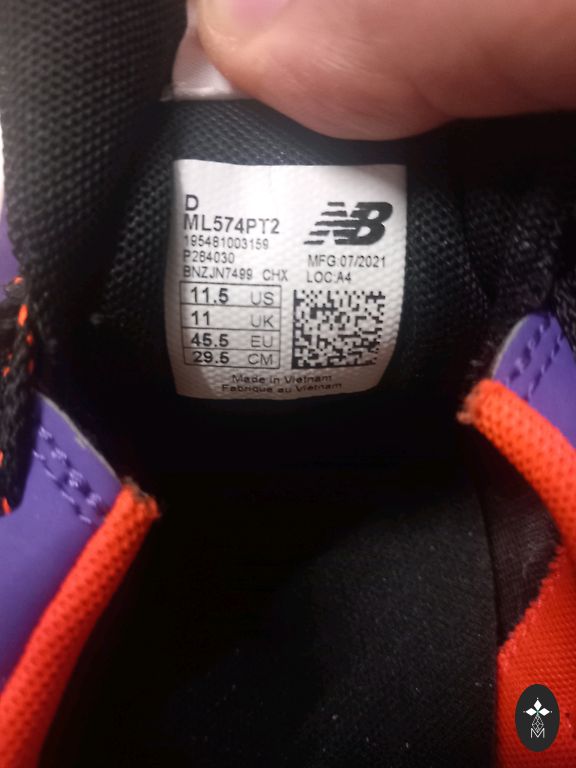 D
ML574PT2
195481003159
P284030
BNZJN7499 CHX
NB
MFG:07/2021
LOC:A4
11.5 US
11 UK
45.5 EU
29.5 CM
Made in Vietnam
Fabriqué au Vietnam
M